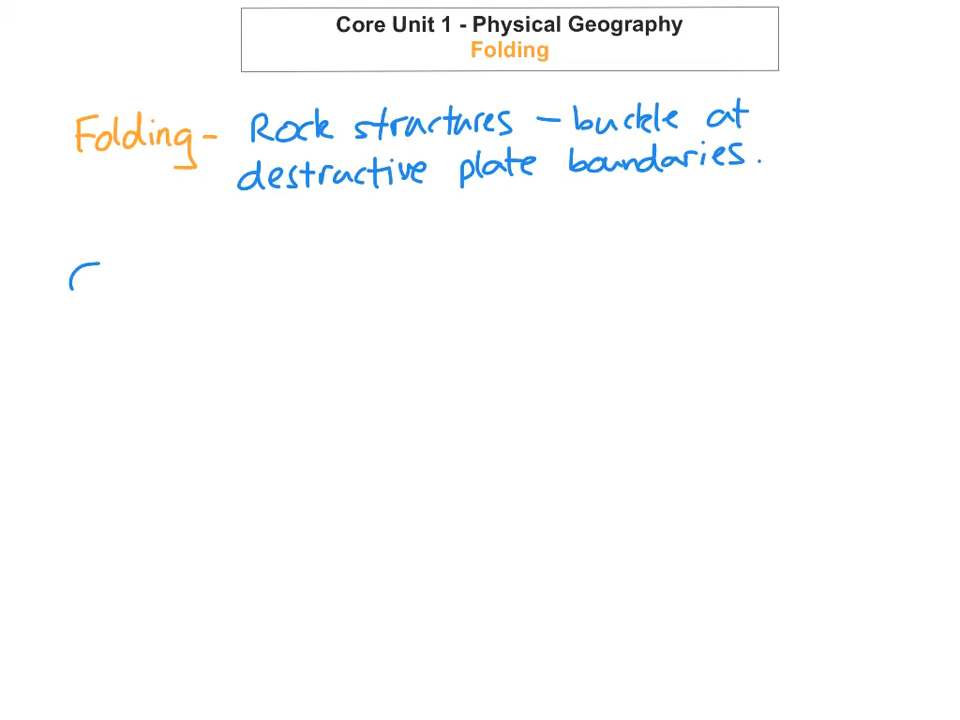 Core Unit 1 - Physical Geography
Folding
Folding - Rock structures - buckle at
destructive plate boundaries.